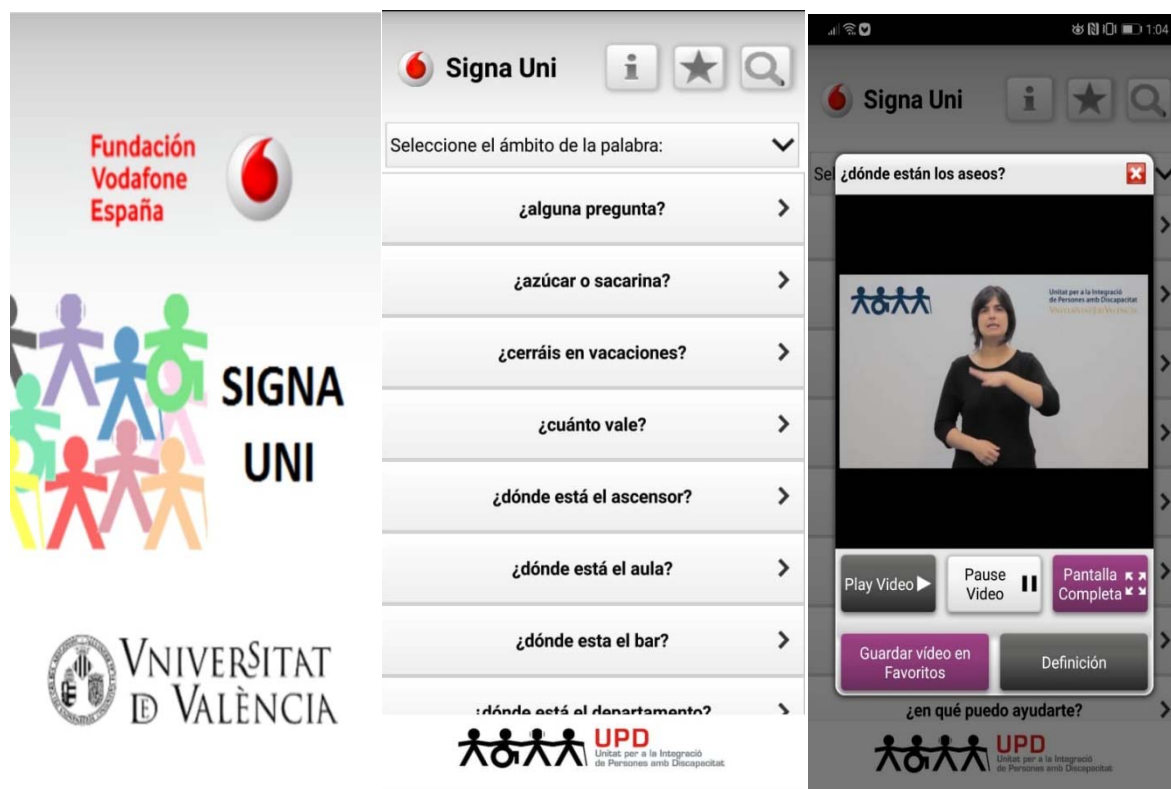 Fundación
Vodafone
España
SIGNA
UNI
VNIVERSITAT
D VALÈNCIA
Signa Uni
Seleccione el ámbito de la palabra:
¿alguna pregunta?
¿azúcar o sacarina?
¿cerráis en vacaciones?
¿cuánto vale?
¿dónde está el ascensor?
¿dónde está el aula?
¿dónde esta el bar?
¿dónde está el departamento?
UPD
Unitat per a la Integració
de Persones amb Discapacitat
1:04
Signa Uni
Sel
¿dónde están los aseos?
Unitat per a la Integració
de Persones amb Discapacitat
VNIVERSITAT D VALÈNCIA
Play Video
Pause
Video
Pantalla
Completa
Guardar vídeo en
Favoritos
Definición
¿en qué puedo ayudarte?
UPD
Unitat per a la Integració
de Persones amb Discapacitat